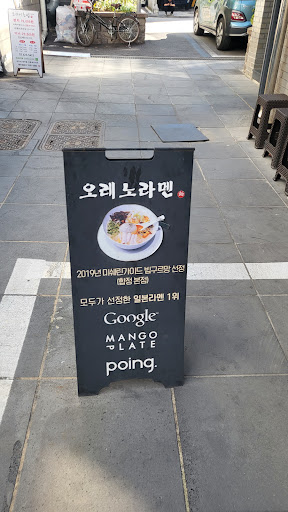 오레노라멘
2019년 미쉐린가이드 빕구르망 선정
(합정 본점)
모두가 선정한 일본라멘 1위
Google
MANGO
PLATE
poing.